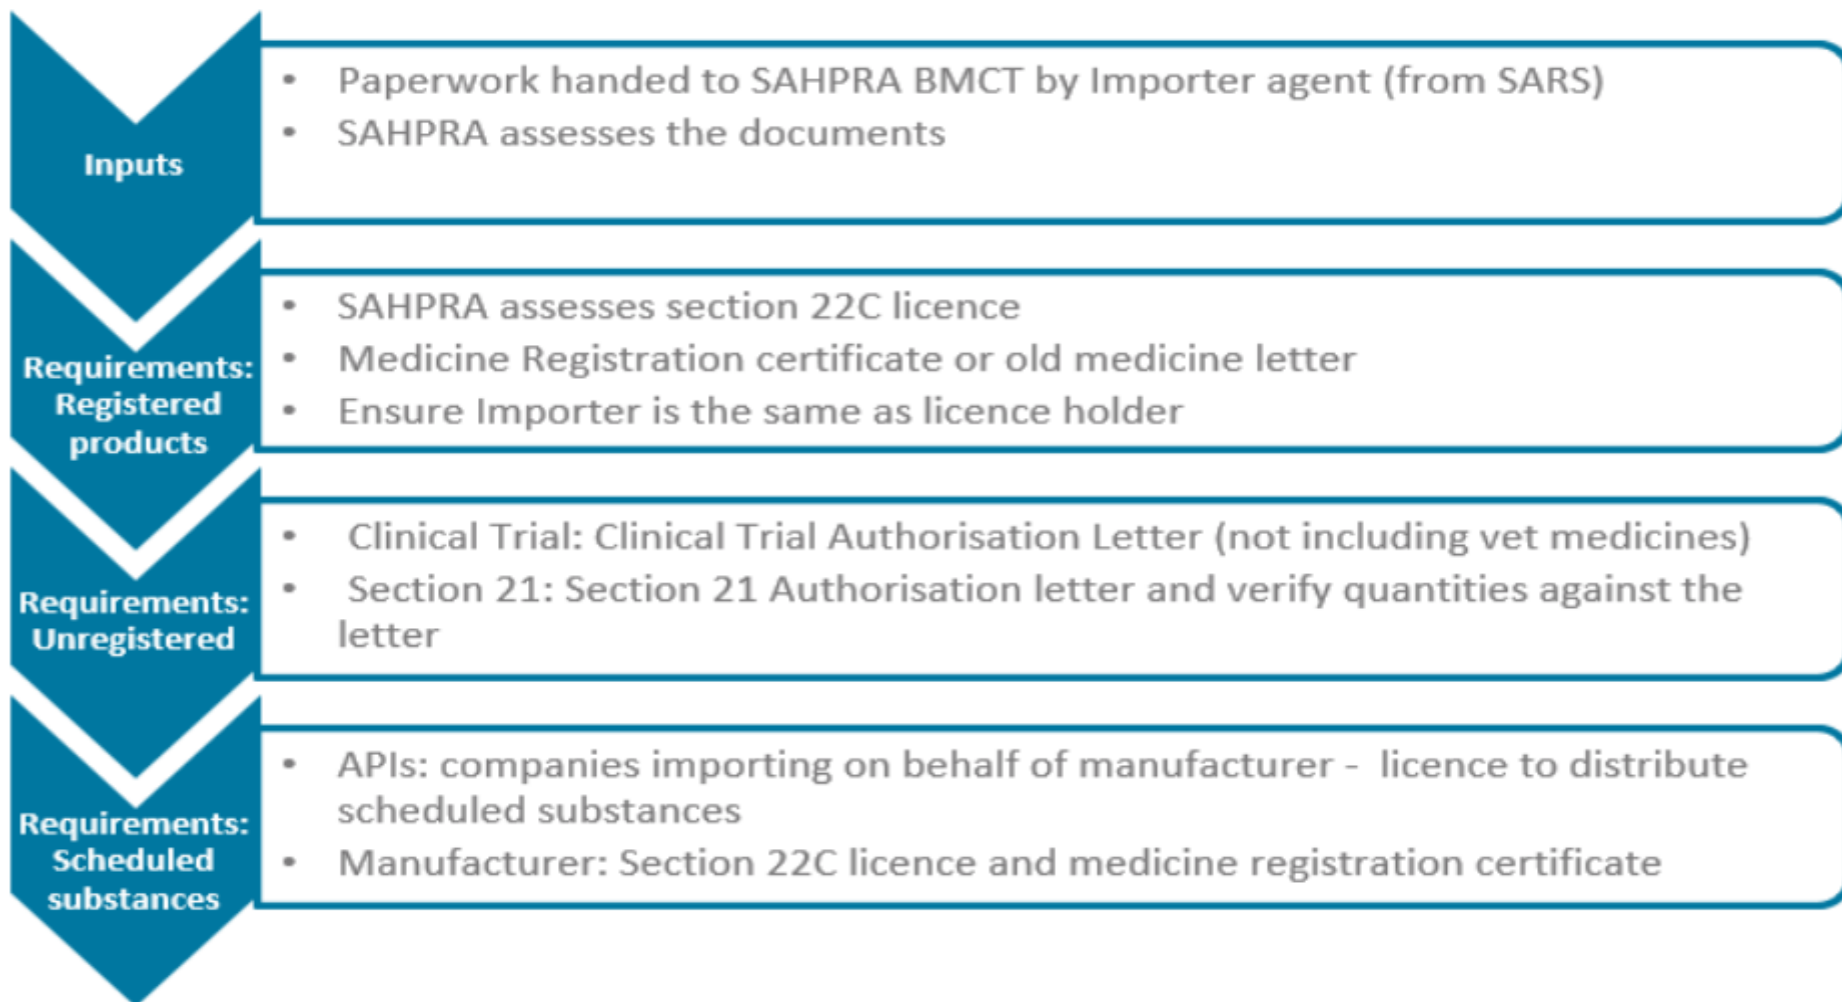 Inputs
• Paperwork handed to SAHPRA BMCT by Importer agent (from SARS)
• SAHPRA assesses the documents
Requirements:
Registered
products
• SAHPRA assesses section 22C licence
• Medicine Registration certificate or old medicine letter
• Ensure Importer is the same as licence holder
Requirements:
Unregistered
• Clinical Trial: Clinical Trial Authorisation Letter (not including vet medicines)
• Section 21: Section 21 Authorisation letter and verify quantities against the
letter
Requirements:
Scheduled
substances
• APIs: companies importing on behalf of manufacturer - licence to distribute
scheduled substances
• Manufacturer: Section 22C licence and medicine registration certificate